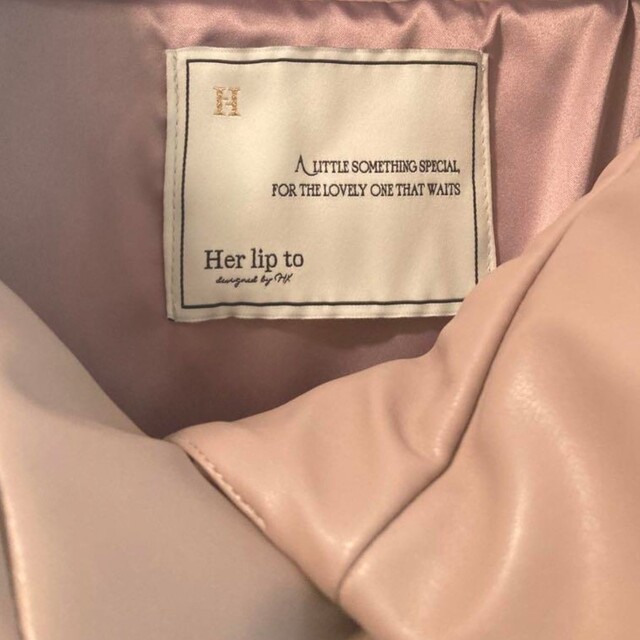 H
A LITTLE SOMETHING SPECIAL,
FOR THE LOVELY ONE THAT WAITS
Her lip to
designed by HK